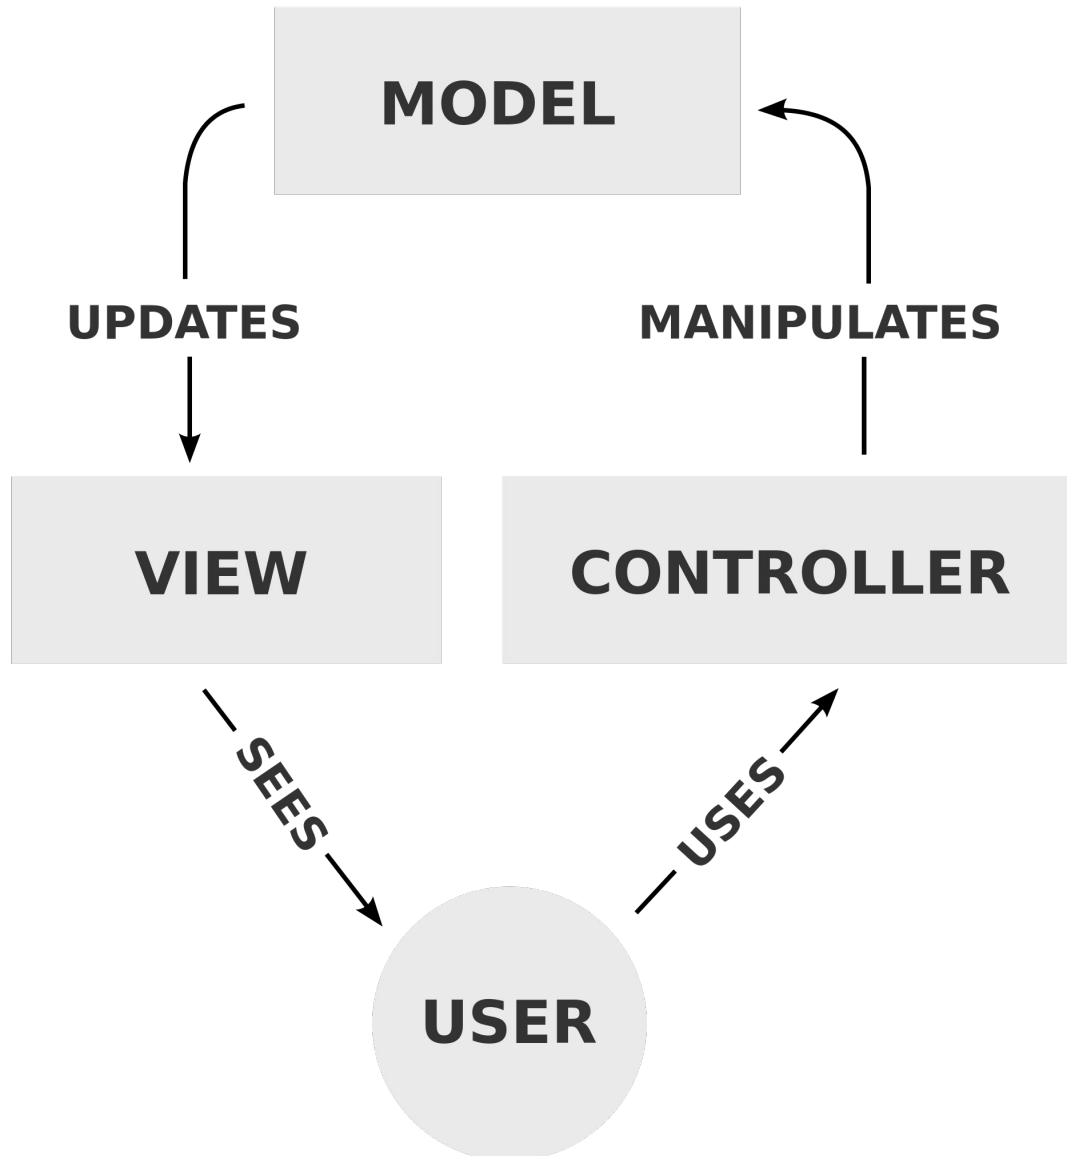 MODEL
UPDATES
MANIPULATES
VIEW
CONTROLLER
SEES
USES
USER